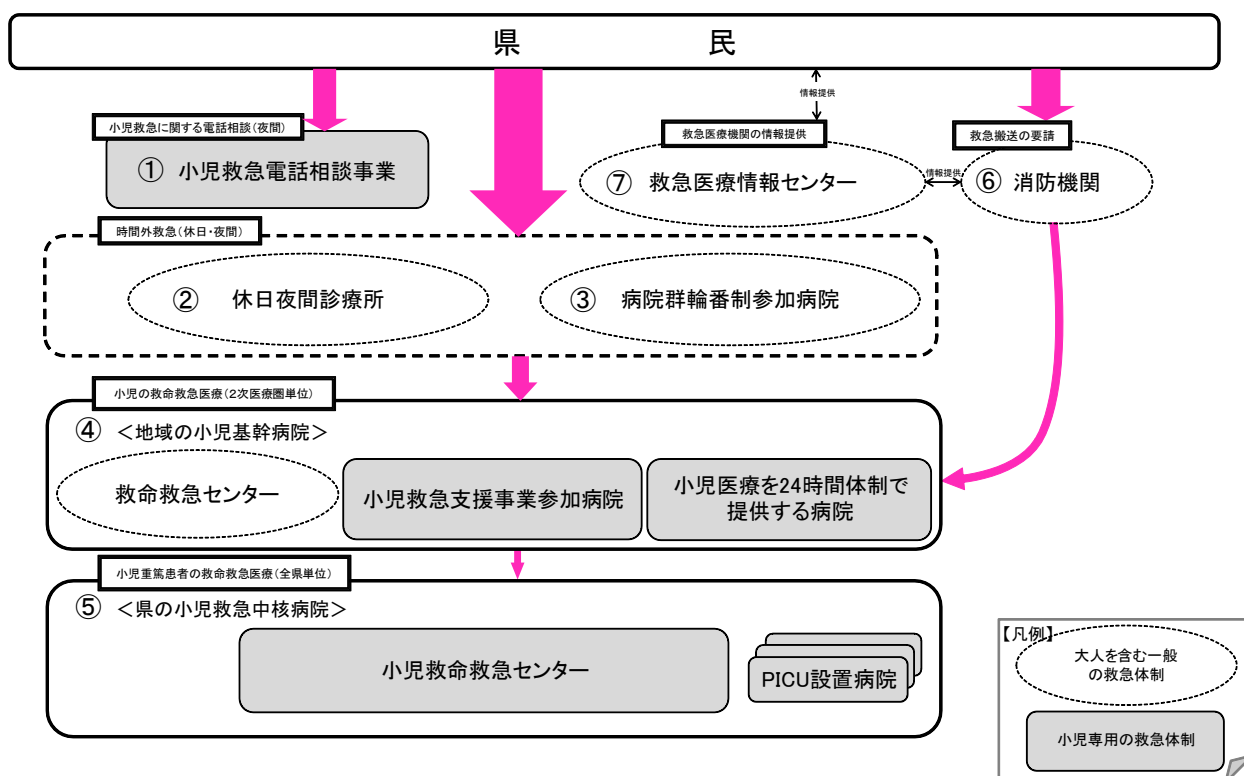 県 民
情報提供
小児救急に関する電話相談(夜間)
① 小児救急電話相談事業
救急医療機関の情報提供
⑦ 救急医療情報センター
情報提供
救急搬送の要請
⑥ 消防機関
時間外救急(休日・夜間)
② 休日夜間診療所
③ 病院群輪番制参加病院
小児の救命救急医療(2次医療圏単位)
④ <地域の小児基幹病院>
救命救急センター
小児救急支援事業参加病院
小児医療を24時間体制で
提供する病院
小児重篤患者の救命救急医療(全県単位)
⑤ <県の小児救急中核病院>
小児救命救急センター
PICU設置病院
【凡例】
大人を含む一般
の救急体制
小児専用の救急体制